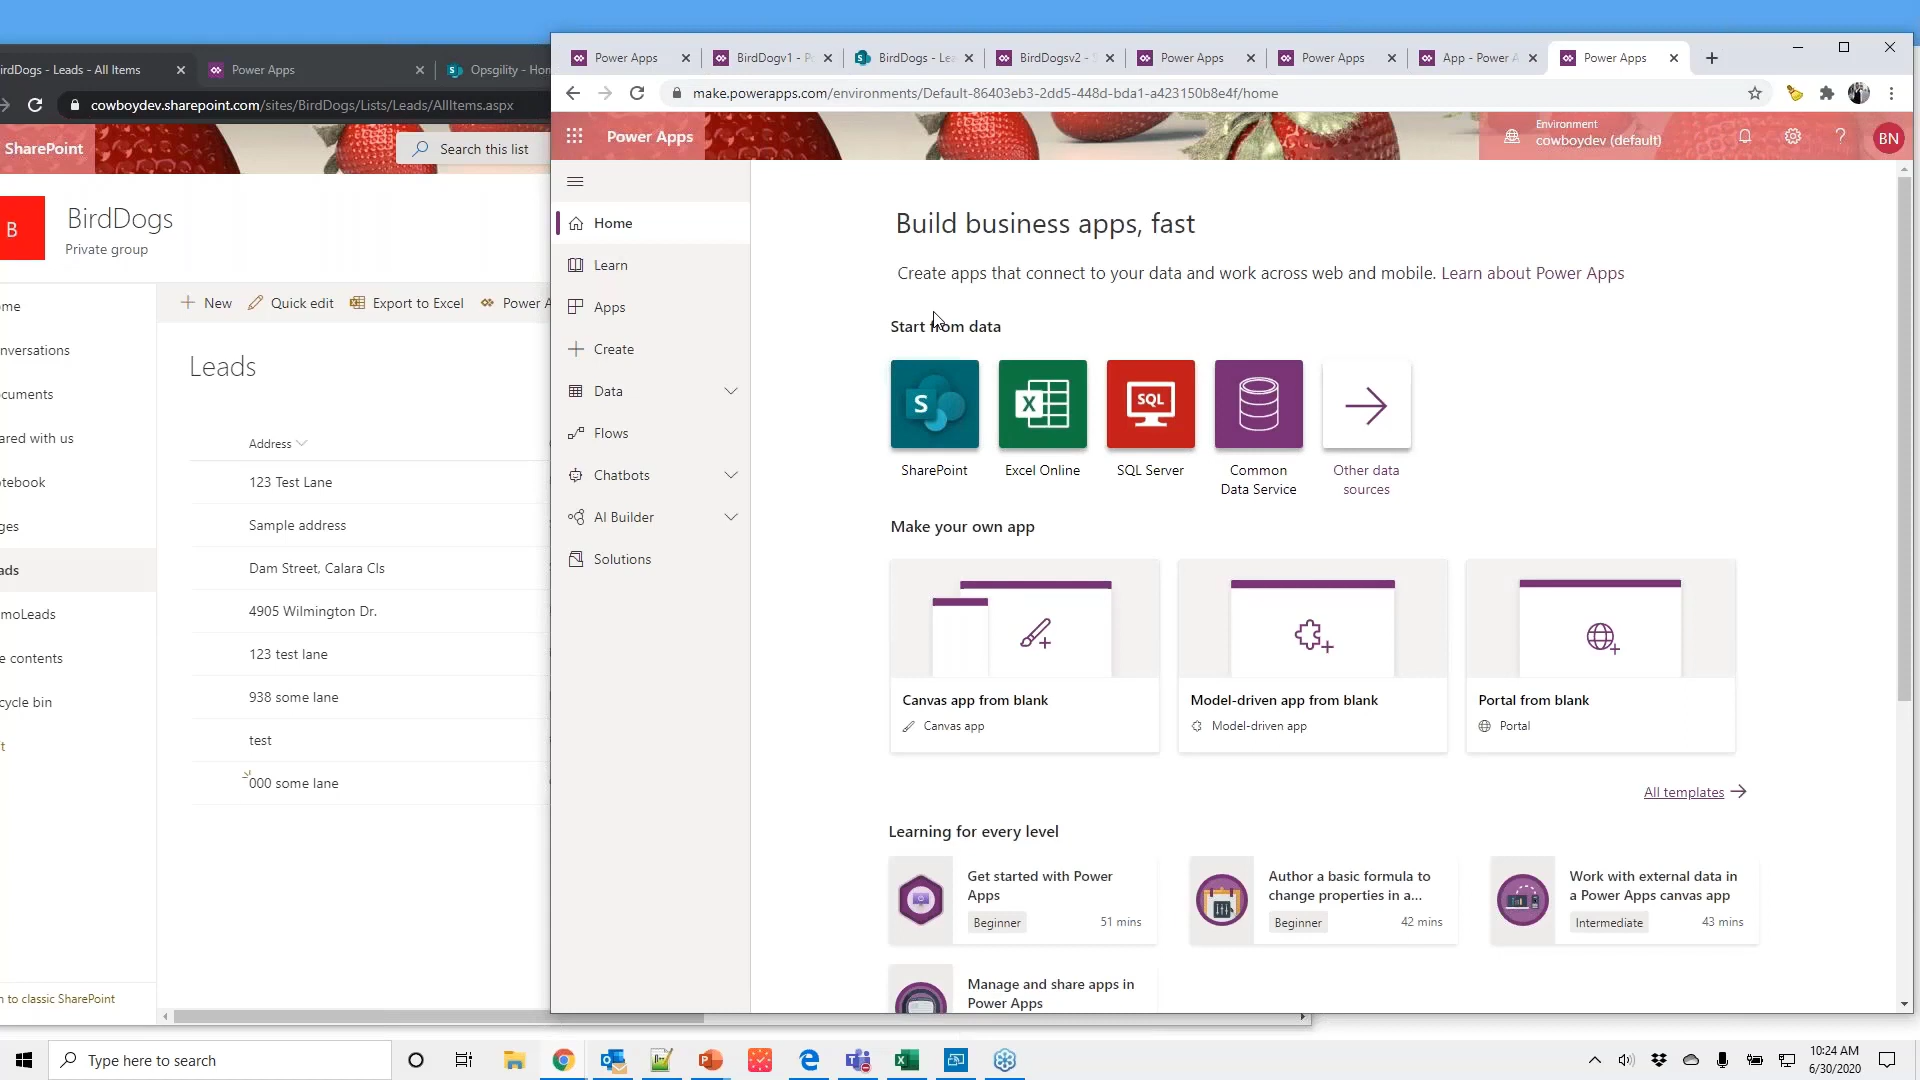 irdDogs - Leads - All Items
Power Apps
Opsgility - Hom
cowboydev.sharepoint.com/sites/BirdDogs/Lists/Leads/AllItems.aspx
SharePoint
Search this list
B
BirdDogs
Private group
ome
nversations
cuments
ared with us
tebook
ges
ads
moLeads
e contents
cycle bin
t
n to classic SharePoint
New
Quick edit
Export to Excel
Power A
Leads
Address
123 Test Lane
Sample address
Dam Street, Calara Cls
4905 Wilmington Dr.
123 test lane
938 some lane
test
000 some lane
Power Apps
BirdDogv1 - P
BirdDogs - Lea
BirdDogsv2 - S
Power Apps
Power Apps
App - Power A
Power Apps
make.powerapps.com/environments/Default-86403eb3-2dd5-448d-bda1-a423150b8e4f/home
Power Apps
Environment
cowboydev (default)
BN
Home
Learn
Apps
Create
Data
Flows
Chatbots
AI Builder
Solutions
Build business apps, fast
Create apps that connect to your data and work across web and mobile. Learn about Power Apps
Start from data
SQL
SharePoint
Excel Online
SQL Server
Common
Data Service
Other data
sources
Make your own app
Canvas app from blank
Canvas app
Model-driven app from blank
Model-driven app
Portal from blank
Portal
All templates
Learning for every level
Get started with Power
Apps
Beginner
51 mins
Author a basic formula to
change properties in a...
Beginner
42 mins
Work with external data in
a Power Apps canvas app
Intermediate
43 mins
Manage and share apps in
Power Apps
Type here to search
10:24 AM
6/30/2020